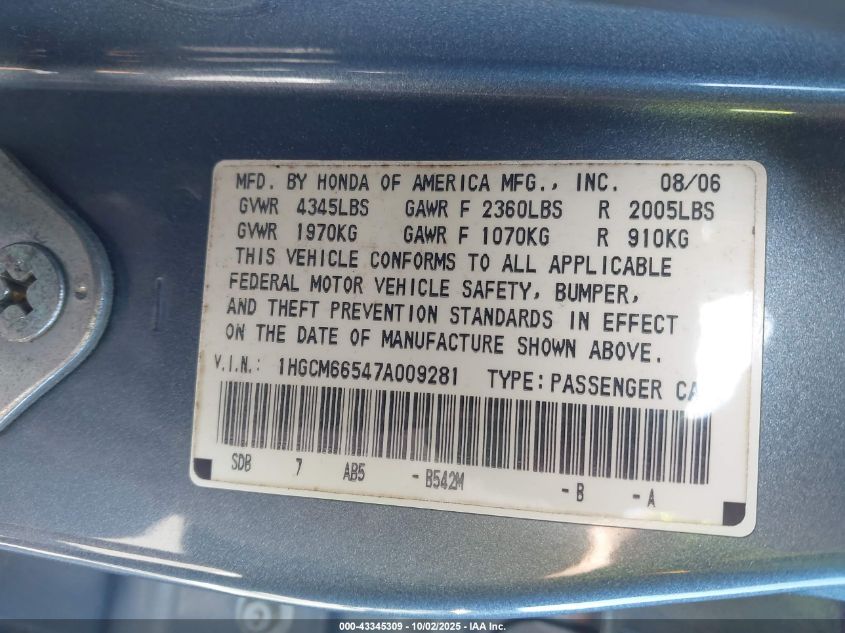 MFD. BY HONDA OF AMERICA MFG., INC. 08/06
GVWR 4345LBS GAWR F 2360LBS R 2005LBS
GVWR 1970KG GAWR F 1070KG R 910KG
THIS VEHICLE CONFORMS TO ALL APPLICABLE
FEDERAL MOTOR VEHICLE SAFETY, BUMPER,
AND THEFT PREVENTION STANDARDS IN EFFECT
ON THE DATE OF MANUFACTURE SHOWN ABOVE.
V.I.N.: 1HGCM66547A009281 TYPE: PASSENGER CA
SDB 7 AB5 - B542M - B - A
000-43345309 - 10/02/2025 - IAA Inc.